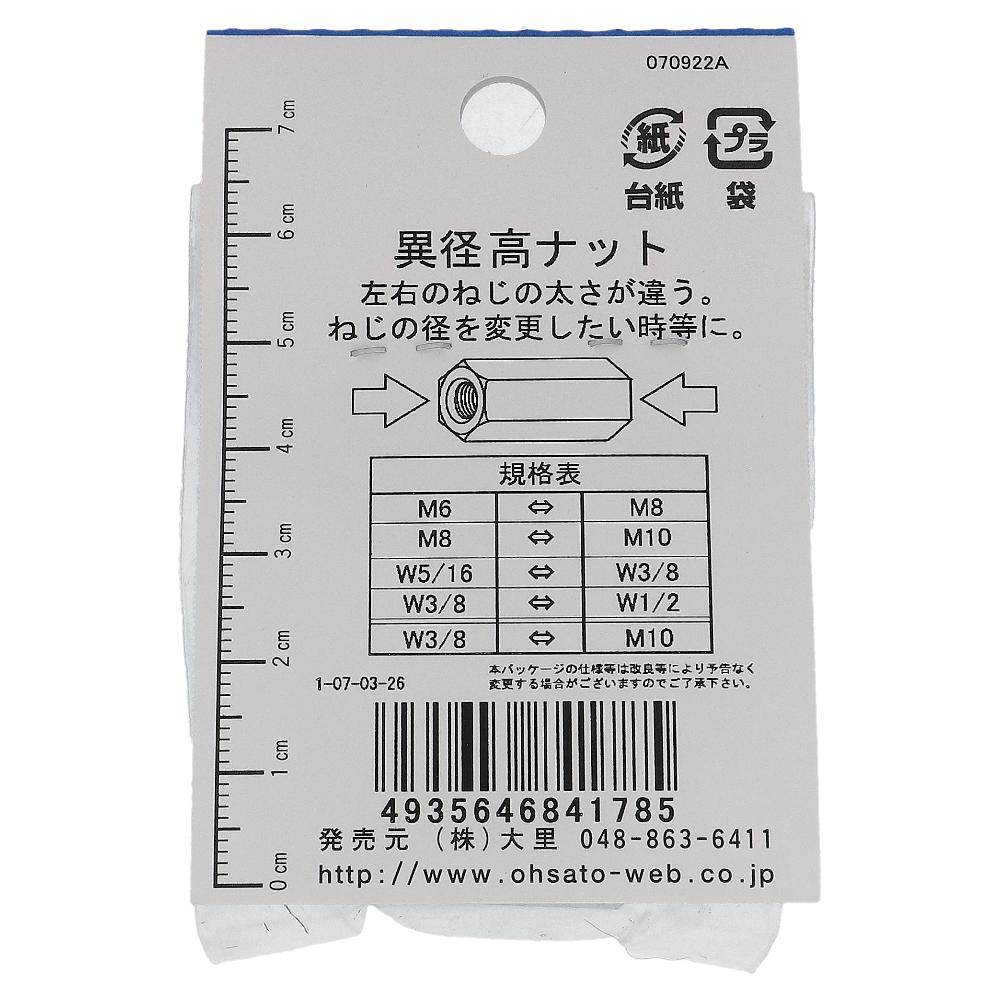 070922A
紙 プラ
台紙 袋
異径高ナット
左右のねじの太さが違う。
ねじの径を変更したい時等に。
規格表
M6 ⇔ M8
M8 ⇔ M10
W5/16 ⇔ W3/8
W3/8 ⇔ W1/2
W3/8 ⇔ M10
本パッケージの仕様等は改良等により予告なく
変更する場合がございますのでご了承下さい。
1-07-03-26
4935646841785
発売元 (株)大里 048-863-6411
http://www.ohsato-web.co.jp
7cm
6cm
5cm
4cm
3cm
2cm
1cm
0cm